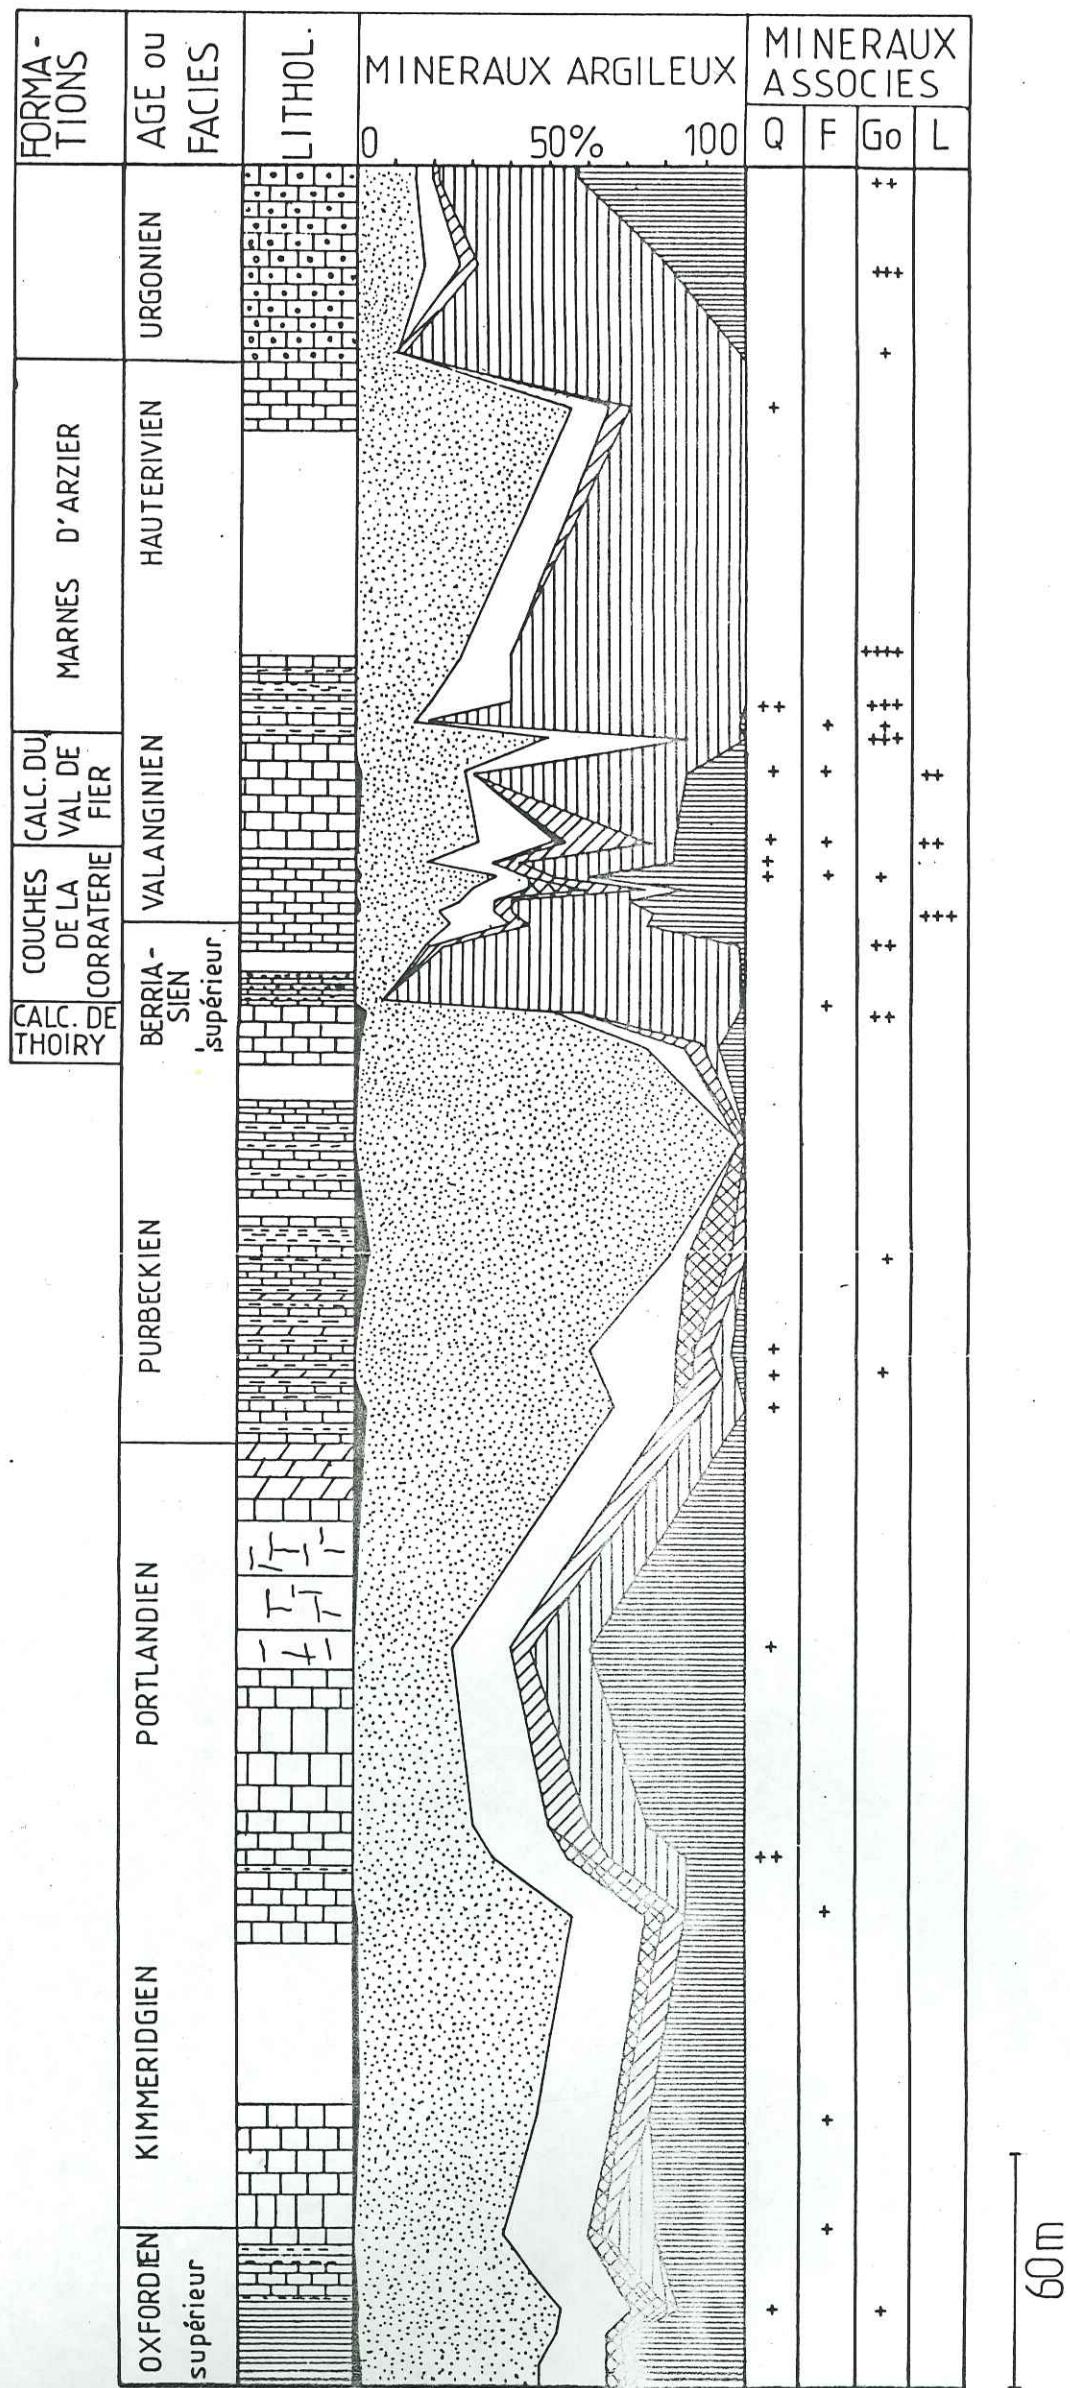 FORMA-
TIONS
AGE ou
FACIES
LITHOL.
MINERAUX ARGILEUX
0 50% 100
MINERAUX
ASSOCIES
Q F Go L
URGONIEN
HAUTERIVIEN
MARNES D'ARZIER
VALANGINIEN
CALC. DU
VAL DE
FIER
COUCHES
DE LA
CORRATERIE
BERRIA-
SIEN
supérieur
CALC. DE
THOIRY
PURBECKIEN
PORTLANDIEN
KIMMERIDGIEN
OXFORDIEN
supérieur
60m